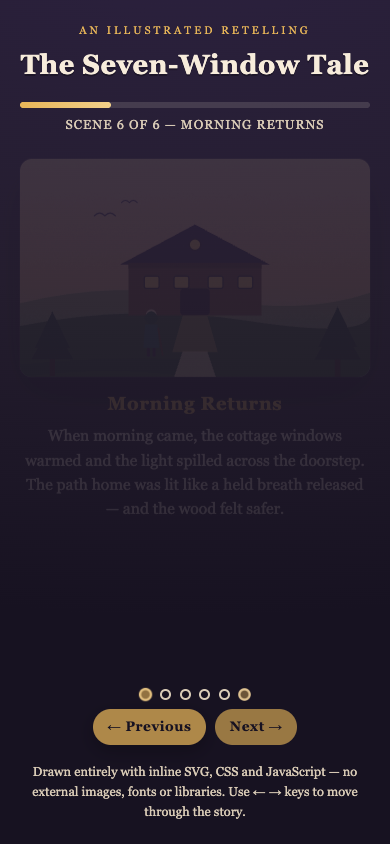 AN ILLUSTRATED RETELLING
The Seven-Window Tale
SCENE 6 OF 6 — MORNING RETURNS
Morning Returns
When morning came, the cottage windows
warmed and the light spilled across the doorstep.
The path home was lit like a held breath released
— and the wood felt safer.
← Previous
Next →
Drawn entirely with inline SVG, CSS and JavaScript — no
external images, fonts or libraries. Use ← → keys to move
through the story.